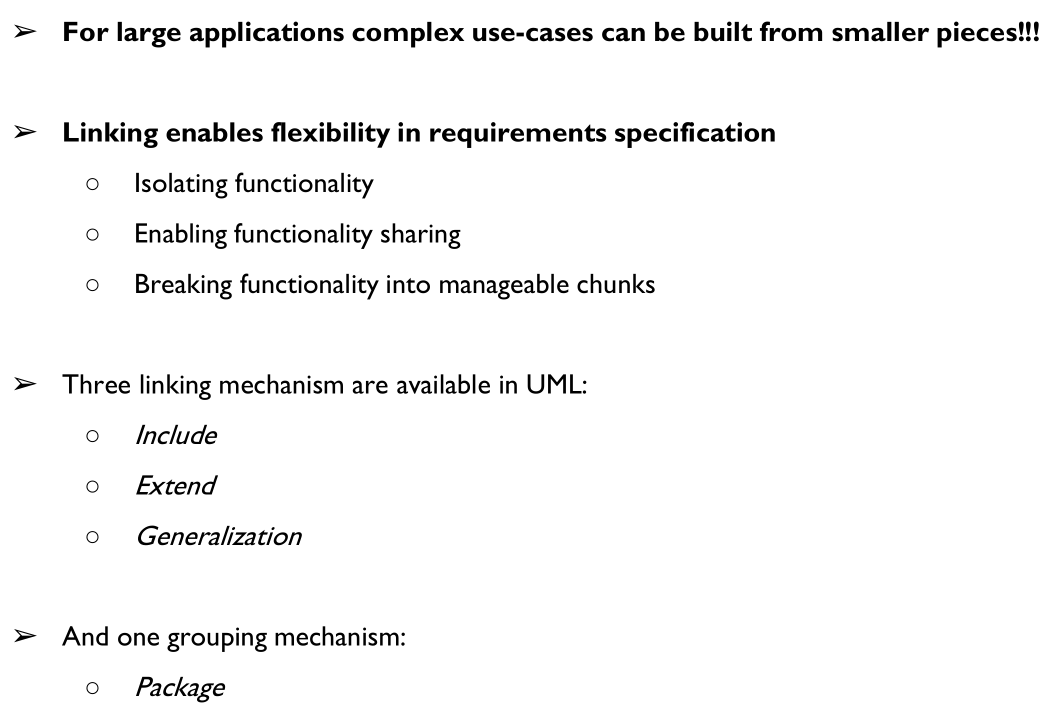 ➢ For large applications complex use-cases can be built from smaller pieces!!!
➢ Linking enables flexibility in requirements specification
○ Isolating functionality
○ Enabling functionality sharing
○ Breaking functionality into manageable chunks
➢ Three linking mechanism are available in UML:
○ Include
○ Extend
○ Generalization
➢ And one grouping mechanism:
○ Package